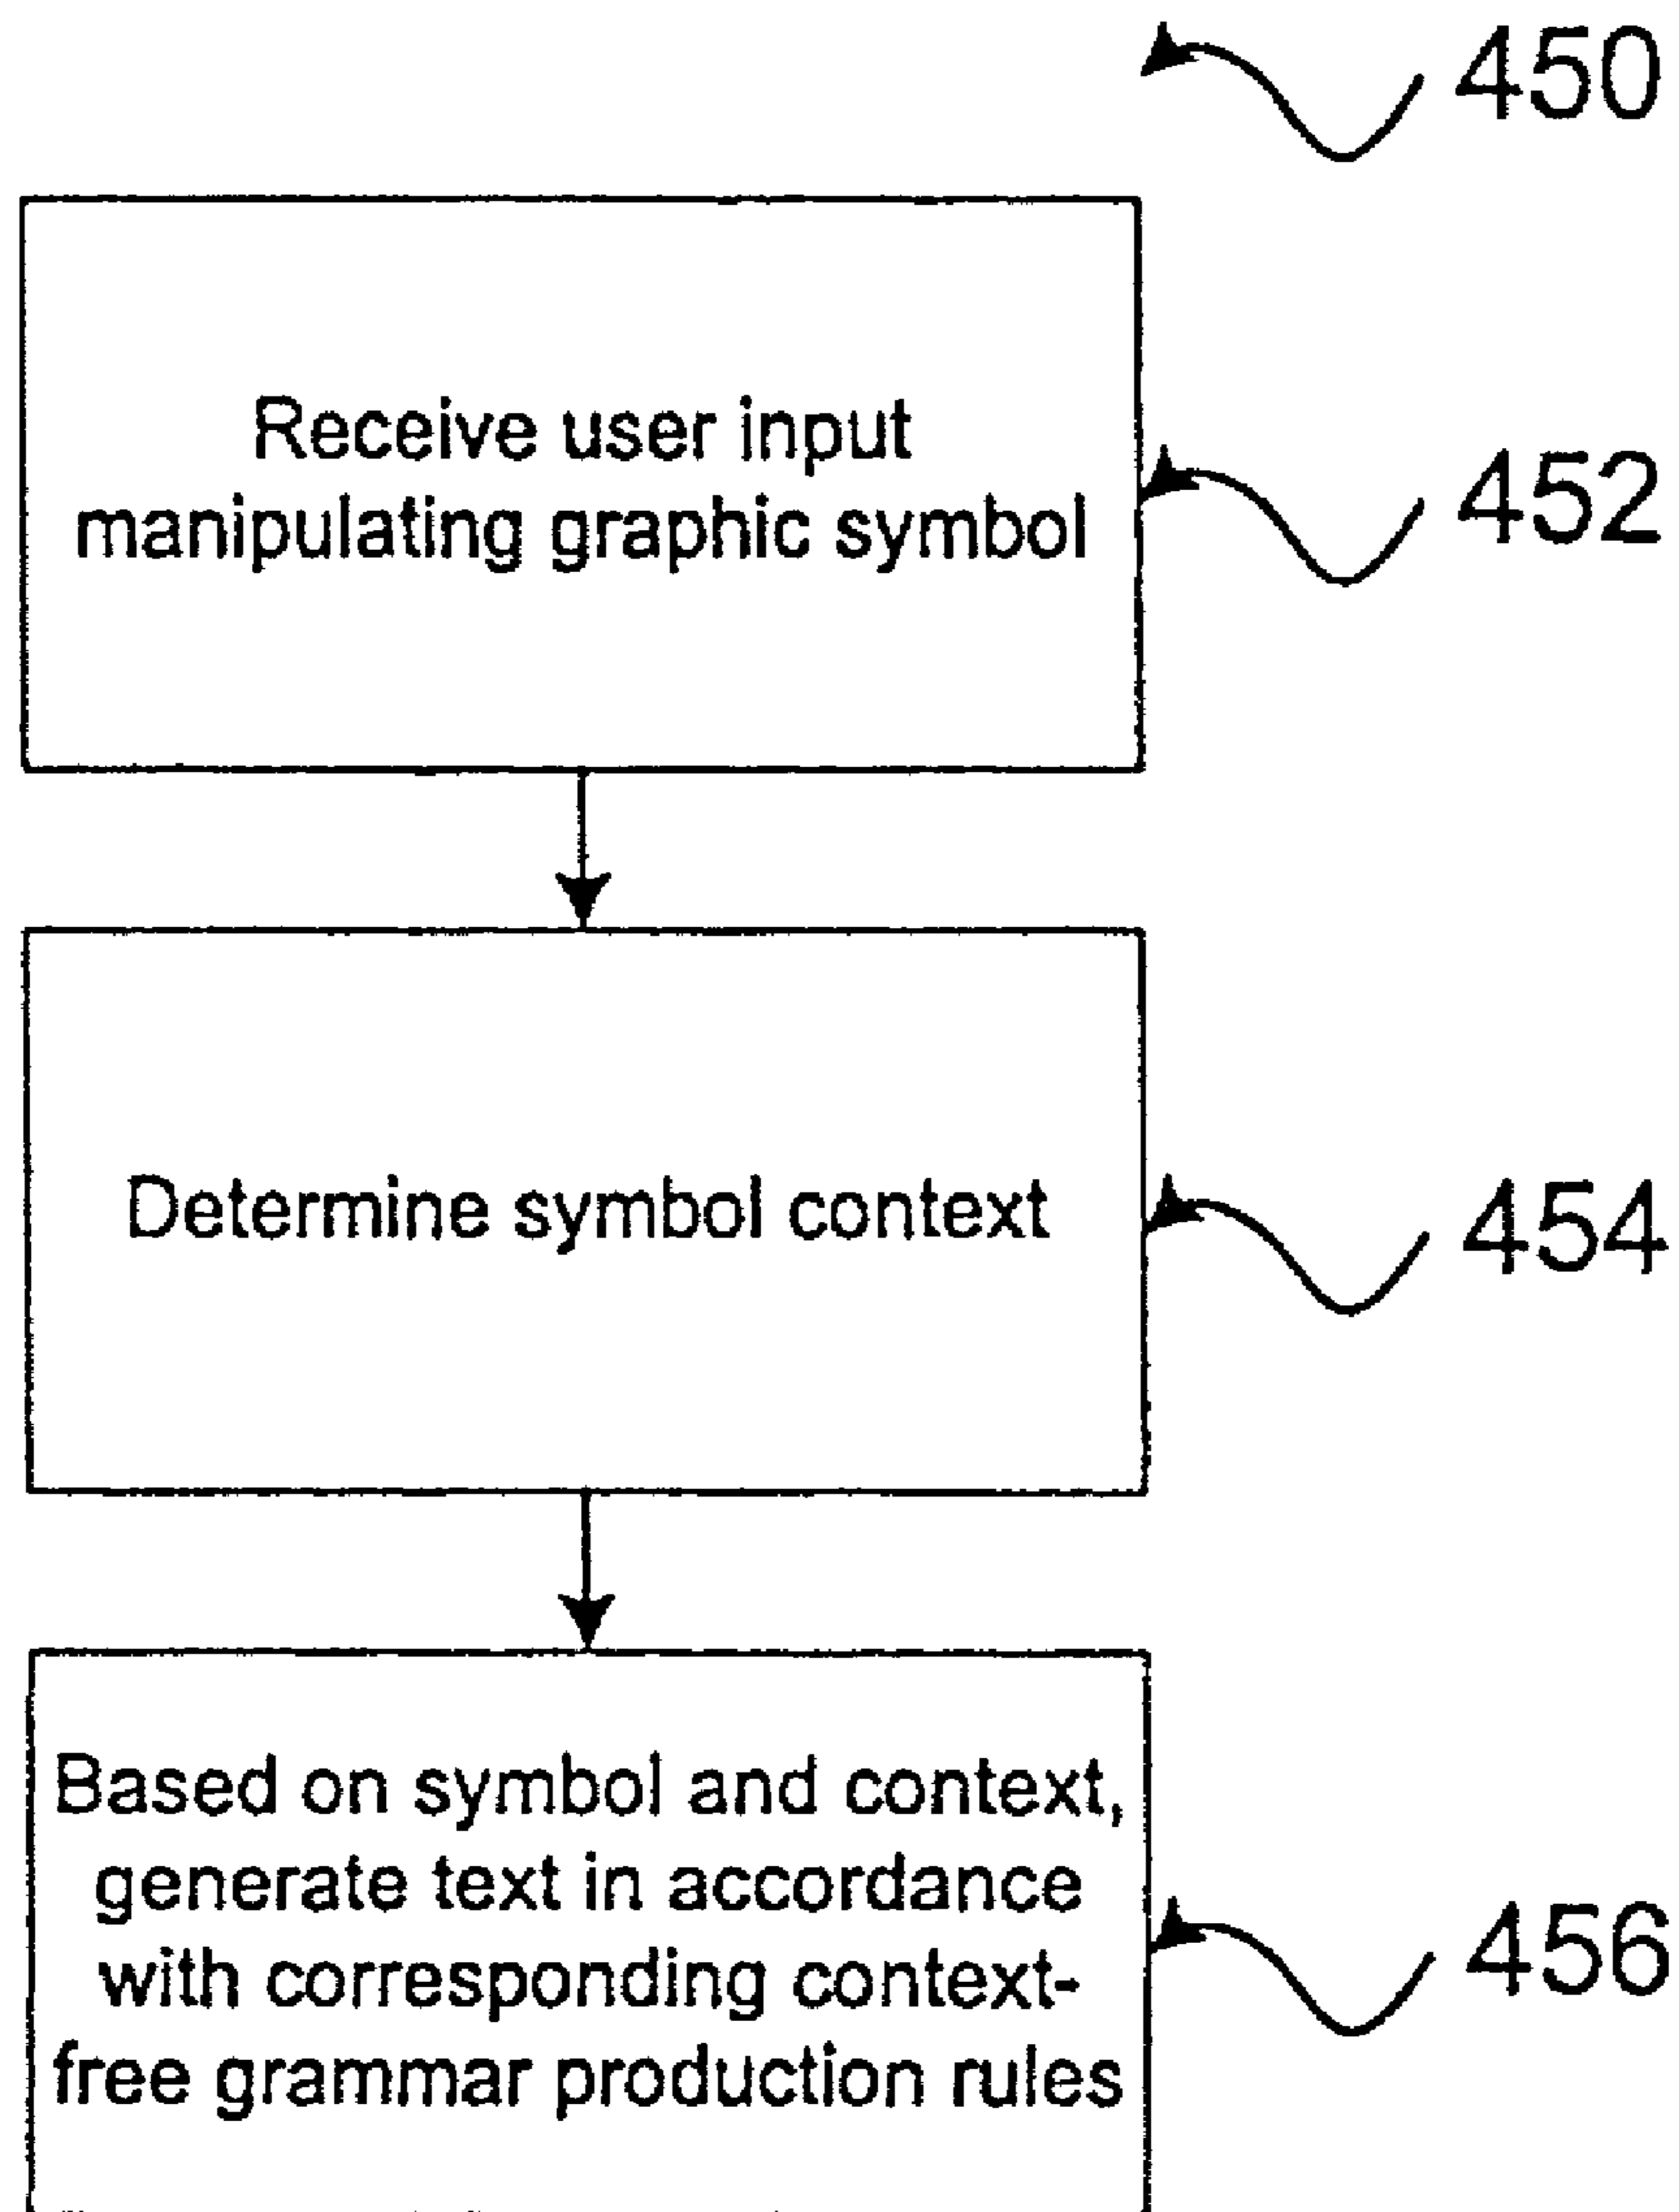 450
Receive user input
manipulating graphic symbol
452
Determine symbol context
454
Based on symbol and context,
generate text in accordance
with corresponding context-
free grammar production rules
456